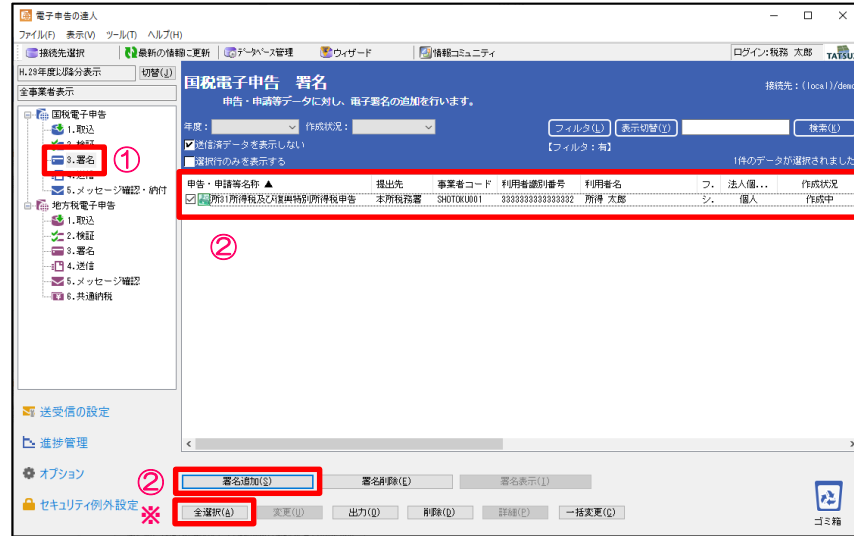 電子申告の達人
ファイル(F) 表示(V) ツール(T) ヘルプ(H)
接続先選択 最新の情報に更新 データベース管理 ウィザード 情報コミュニティ ログイン:税務 太郎 TATSU
H.29年度以降分表示 切替(J)
全事業者表示
国税電子申告
1.取込
2.検証
3.署名
①
4.送信
5.メッセージ確認・納付
地方税電子申告
1.取込
2.検証
3.署名
4.送信
5.メッセージ確認
6.共通納税
送受信の設定
進捗管理
オプション
セキュリティ例外設定
国税電子申告 署名
接続先:(local)/demo
申告・申請等データに対し、電子署名の追加を行います。
年度: 作成状況: フィルタ(L) 表示切替(Y) 検索(K)
送信済データを表示しない 【フィルタ:有】
選択行のみを表示する 1件のデータが選択されました
申告・申請等名称 ▲ 提出先 事業者コード 利用者識別番号 利用者名 フ. 法人個... 作成状況
所31所得税及び復興特別所得税申告 本所税務署 SHOTOKU001 3333333333333332 所得 太郎 シ. 個人 作成中
②
② 署名追加(S) 署名削除(E) 署名表示(I)
※ 全選択(A) 変更(U) 出力(O) 削除(D) 詳細(P) 一括変更(C)
ゴミ箱